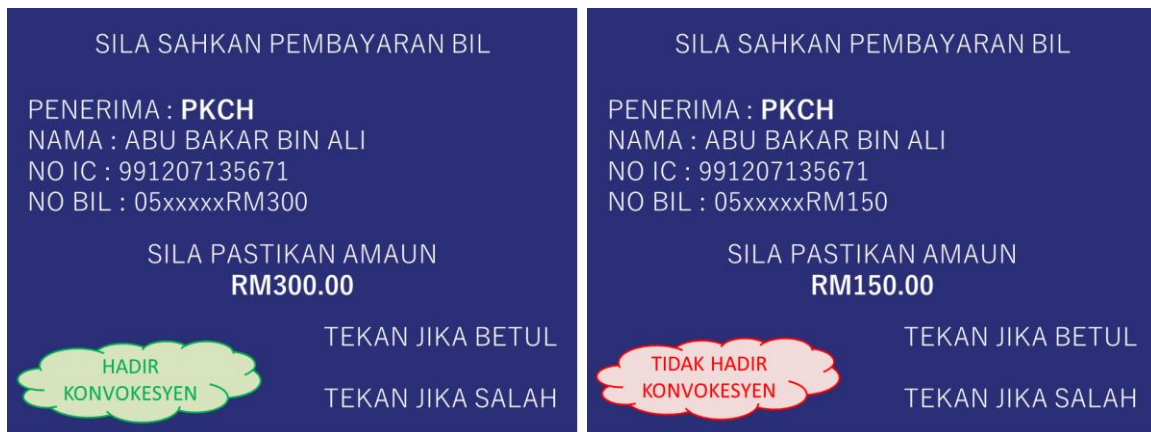 SILA SAHKAN PEMBAYARAN BIL
PENERIMA : PKCH
NAMA : ABU BAKAR BIN ALI
NO IC : 991207135671
NO BIL : 05xxxxxRM300
SILA PASTIKAN AMAUN
RM300.00
TEKAN JIKA BETUL
HADIR
KONVOKESYEN
TEKAN JIKA SALAH
SILA SAHKAN PEMBAYARAN BIL
PENERIMA : PKCH
NAMA : ABU BAKAR BIN ALI
NO IC : 991207135671
NO BIL : 05xxxxxRM150
SILA PASTIKAN AMAUN
RM150.00
TEKAN JIKA BETUL
TIDAK HADIR
KONVOKESYEN
TEKAN JIKA SALAH